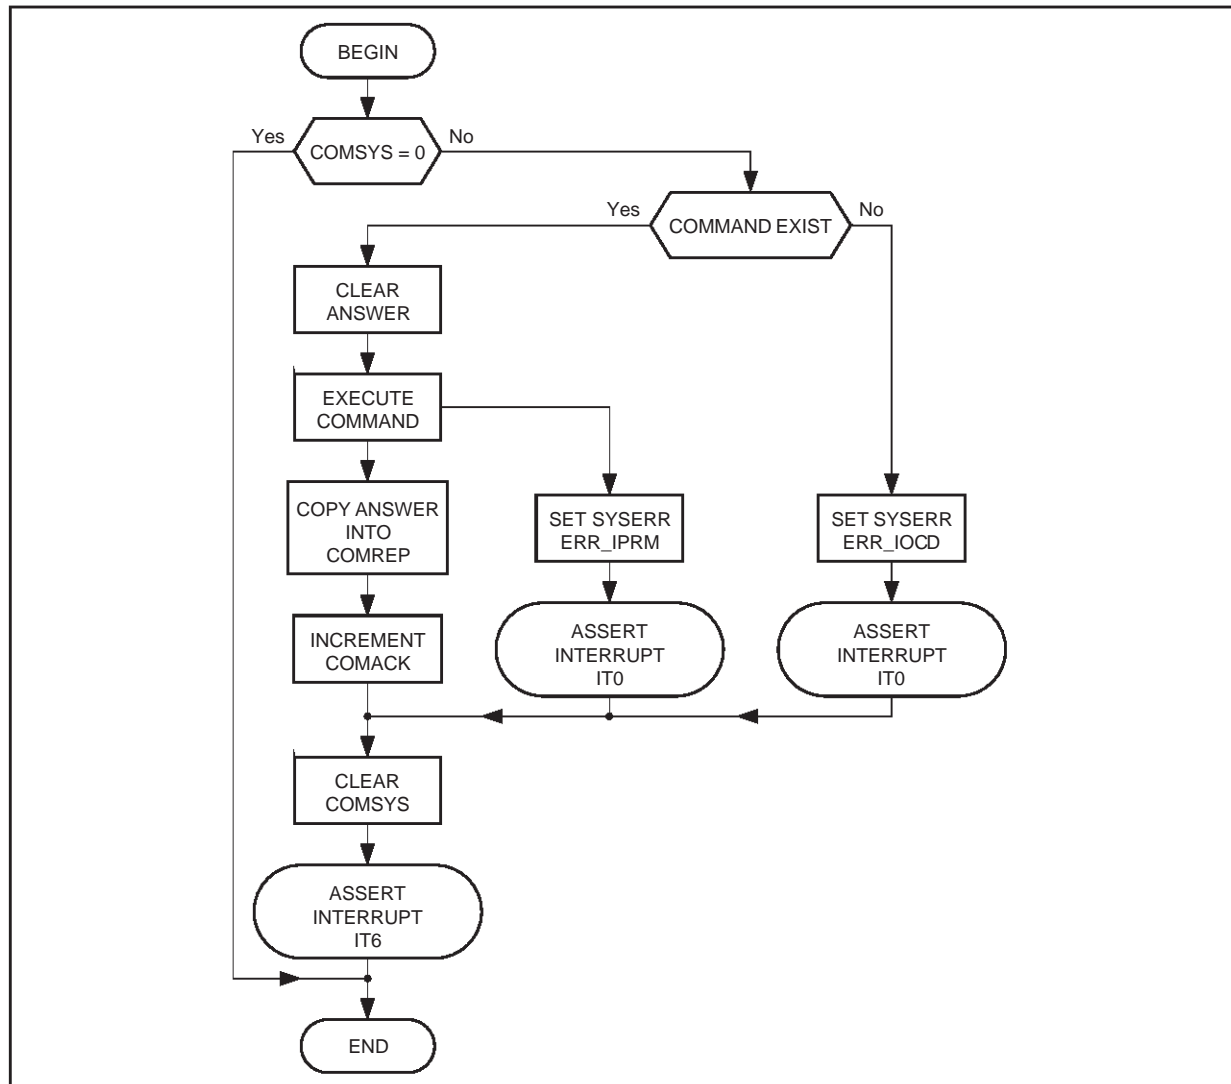 BEGIN
Yes
COMSYS = 0
No
Yes
COMMAND EXIST
No
CLEAR
ANSWER
EXECUTE
COMMAND
COPY ANSWER
INTO
COMREP
SET SYSERR
ERR_IPRM
SET SYSERR
ERR_IOCD
INCREMENT
COMACK
ASSERT
INTERRUPT
IT0
ASSERT
INTERRUPT
IT0
CLEAR
COMSYS
ASSERT
INTERRUPT
IT6
END